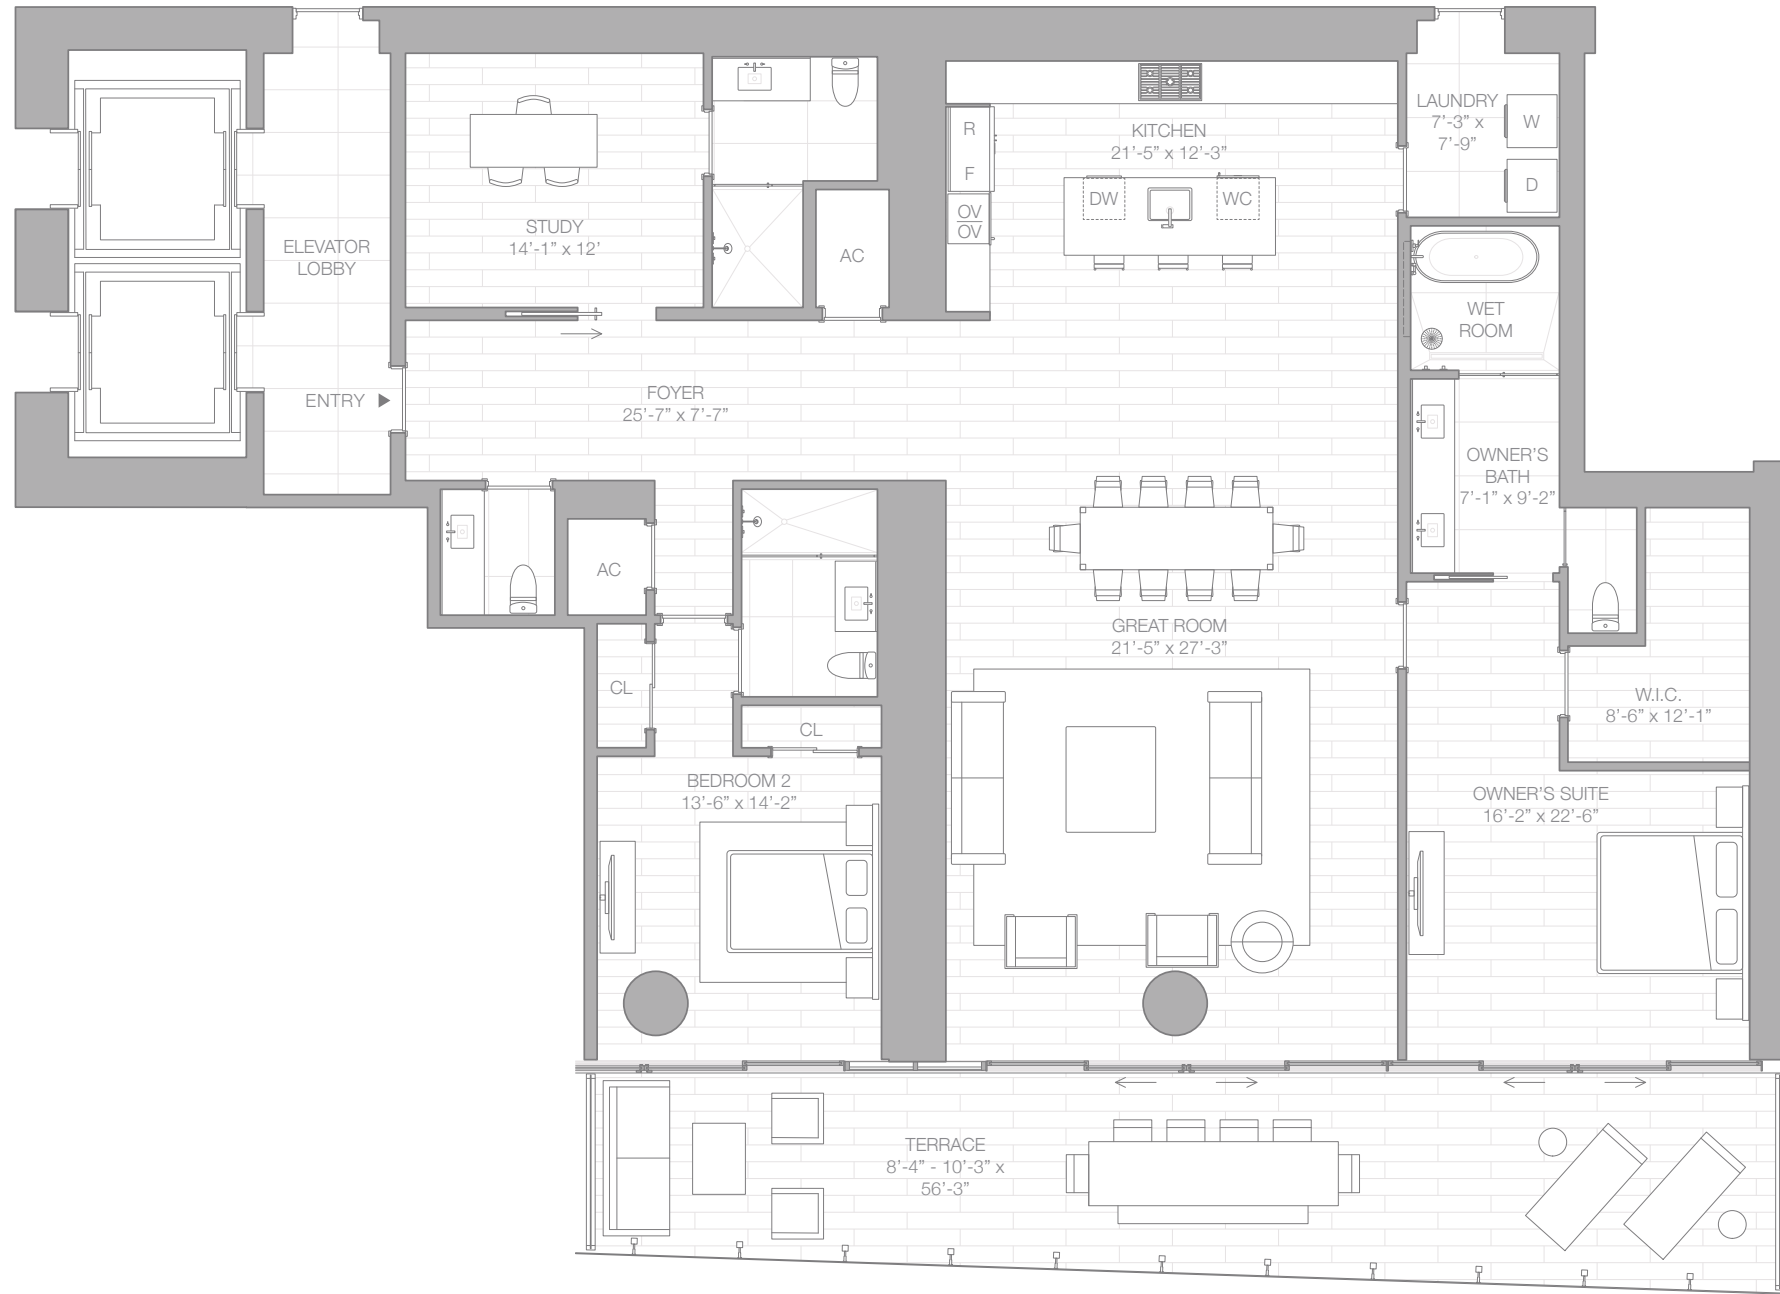 ELEVATOR
LOBBY
ENTRY
STUDY
14’-1” x 12’
AC
FOYER
25’-7” x 7’-7”
R
F
OV
OV
KITCHEN
21’-5” x 12’-3”
DW
WC
LAUNDRY
7’-3” x
7’-9”
W
D
WET
ROOM
OWNER’S
BATH
7’-1” x 9’-2”
AC
CL
CL
BEDROOM 2
13’-6” x 14’-2”
GREAT ROOM
21’-5” x 27’-3”
W.I.C.
8’-6” x 12’-1”
OWNER’S SUITE
16’-2” x 22’-6”
TERRACE
8’-4” - 10’-3” x
56’-3”